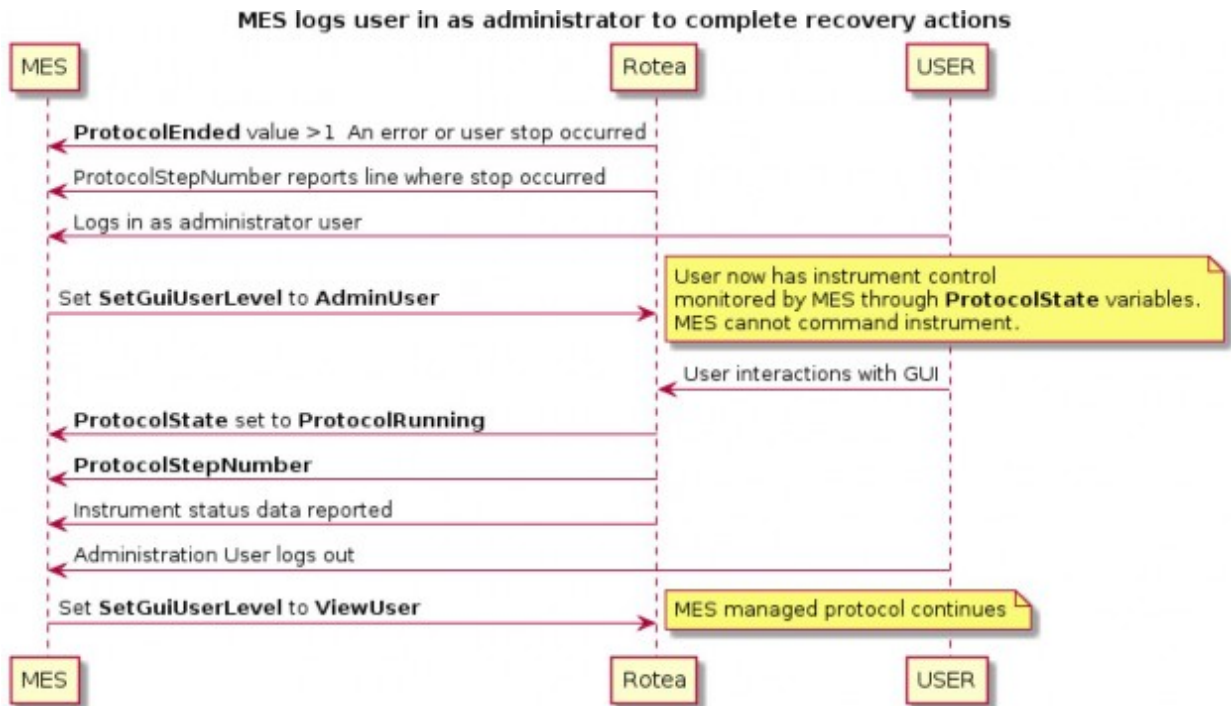 MES logs user in as administrator to complete recovery actions
MES
Rotea
USER
ProtocolEnded value >1  An error or user stop occurred
ProtocolStepNumber reports line where stop occurred
Logs in as administrator user
User now has instrument control
monitored by MES through ProtocolState variables.
MES cannot command instrument.
Set SetGuiUserLevel to AdminUser
User interactions with GUI
ProtocolState set to ProtocolRunning
ProtocolStepNumber
Instrument status data reported
Administration User logs out
Set SetGuiUserLevel to ViewUser
MES managed protocol continues
MES
Rotea
USER